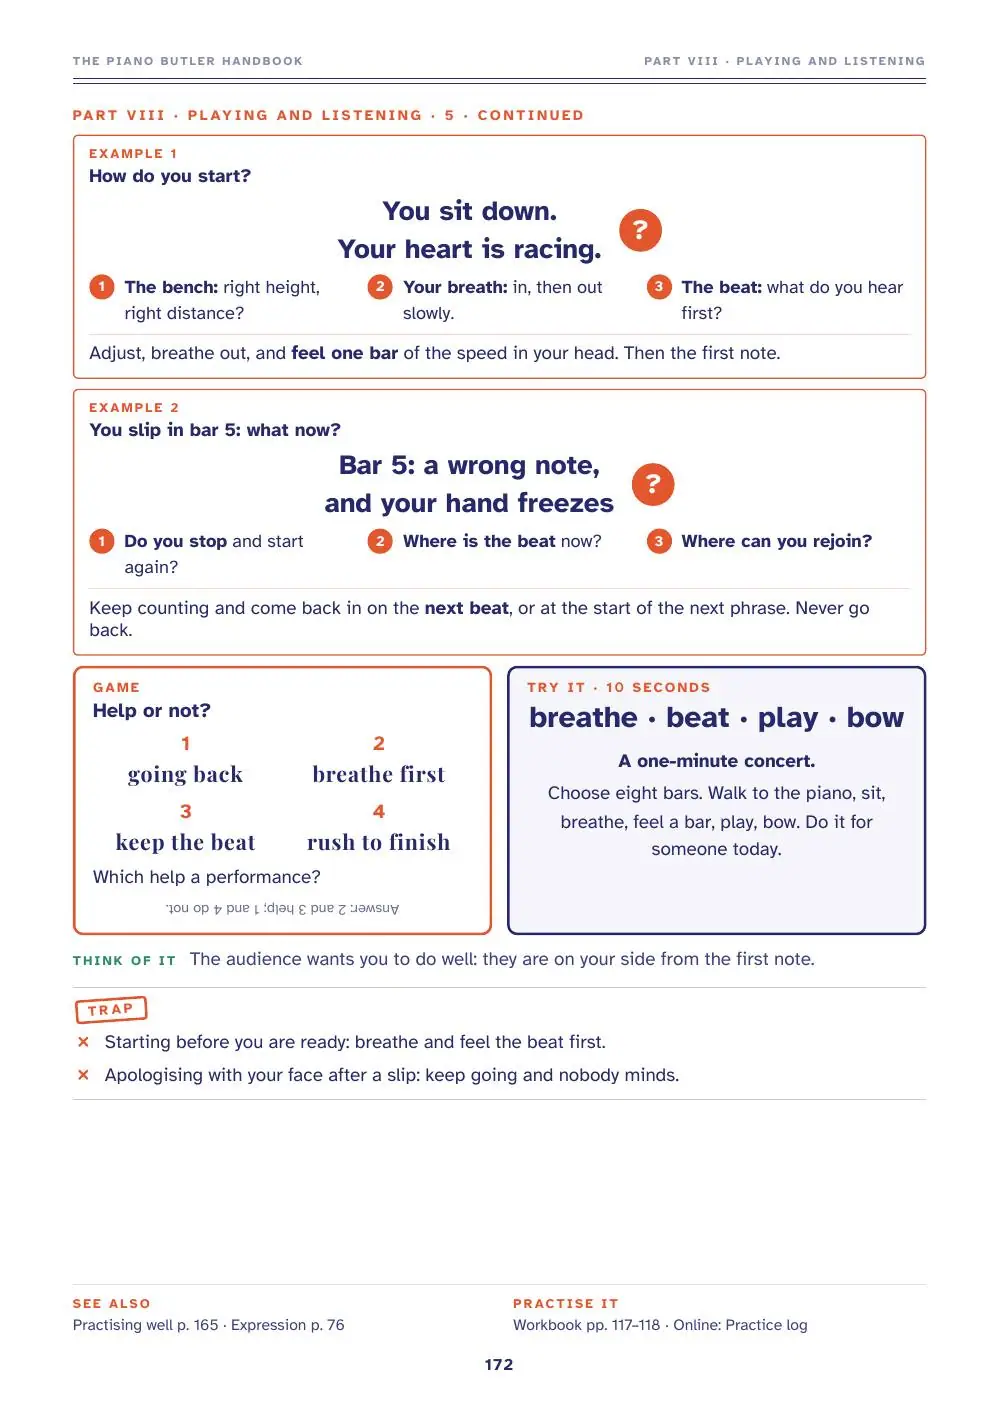 THE PIANO BUTLER HANDBOOK
PART VIII · PLAYING AND LISTENING
PART VIII · PLAYING AND LISTENING · 5 · CONTINUED
EXAMPLE 1
How do you start?
You sit down.
Your heart is racing.
?
1 The bench: right height,
right distance?
2 Your breath: in, then out
slowly.
3 The beat: what do you hear
first?
Adjust, breathe out, and feel one bar of the speed in your head. Then the first note.
EXAMPLE 2
You slip in bar 5: what now?
Bar 5: a wrong note,
and your hand freezes
?
1 Do you stop and start
again?
2 Where is the beat now?
3 Where can you rejoin?
Keep counting and come back in on the next beat, or at the start of the next phrase. Never go
back.
GAME
Help or not?
1
going back
2
breathe first
3
keep the beat
4
rush to finish
Which help a performance?
Answer: 2 and 3 help; 1 and 4 do not.
TRY IT · 10 SECONDS
breathe · beat · play · bow
A one-minute concert.
Choose eight bars. Walk to the piano, sit,
breathe, feel a bar, play, bow. Do it for
someone today.
THINK OF IT The audience wants you to do well: they are on your side from the first note.
TRAP
× Starting before you are ready: breathe and feel the beat first.
× Apologising with your face after a slip: keep going and nobody minds.
SEE ALSO
Practising well p. 165 · Expression p. 76
PRACTISE IT
Workbook pp. 117–118 · Online: Practice log
172